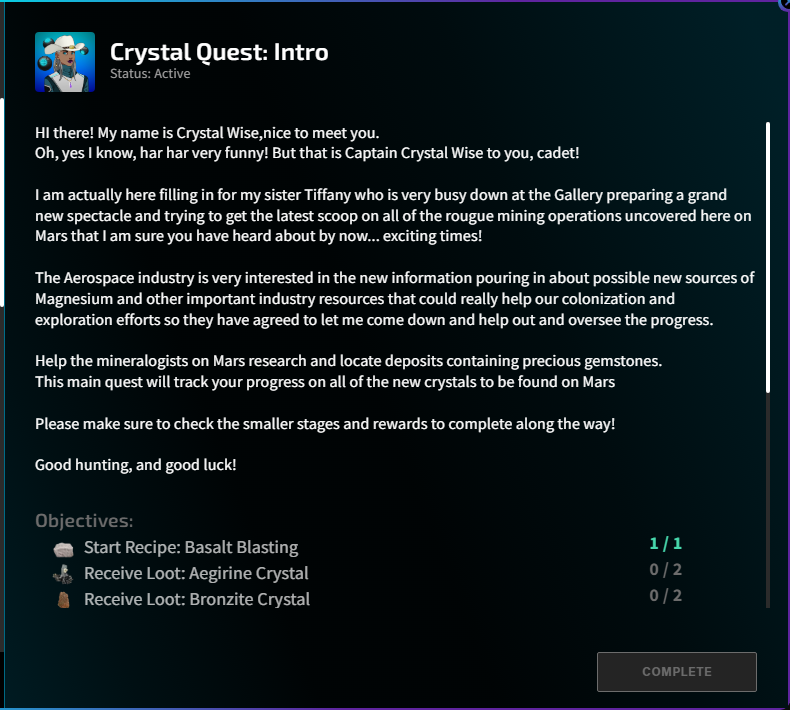 Crystal Quest: Intro
Status: Active
HI there! My name is Crystal Wise,nice to meet you.
Oh, yes I know, har har very funny! But that is Captain Crystal Wise to you, cadet!
I am actually here filling in for my sister Tiffany who is very busy down at the Gallery preparing a grand
new spectacle and trying to get the latest scoop on all of the rougue mining operations uncovered here on
Mars that I am sure you have heard about by now... exciting times!
The Aerospace industry is very interested in the new information pouring in about possible new sources of
Magnesium and other important industry resources that could really help our colonization and
exploration efforts so they have agreed to let me come down and help out and oversee the progress.
Help the mineralogists on Mars research and locate deposits containing precious gemstones.
This main quest will track your progress on all of the new crystals to be found on Mars
Please make sure to check the smaller stages and rewards to complete along the way!
Good hunting, and good luck!
Objectives:
Start Recipe: Basalt Blasting 1 / 1
Receive Loot: Aegirine Crystal 0 / 2
Receive Loot: Bronzite Crystal 0 / 2
COMPLETE